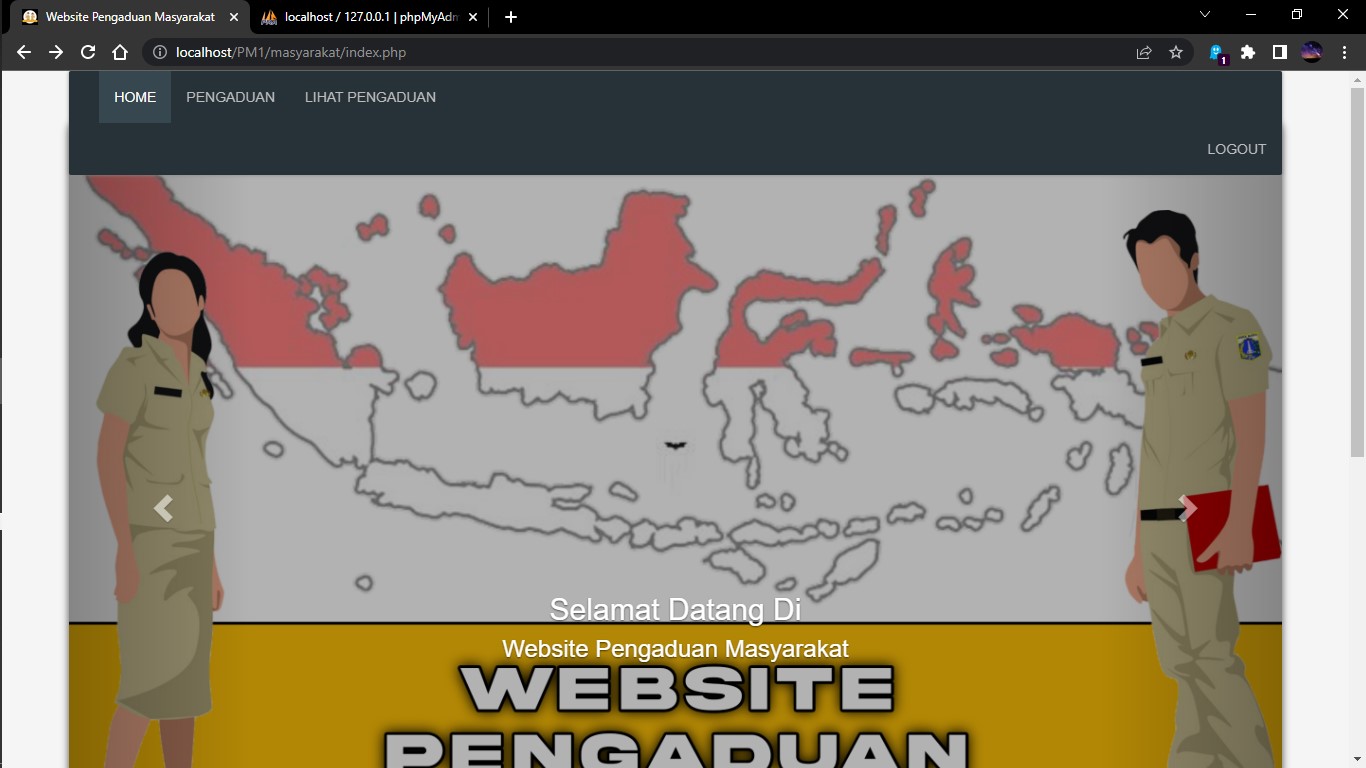 Website Pengaduan Masyarakat
localhost / 127.0.0.1 | phpMyAdm
localhost/PM1/masyarakat/index.php
1
HOME PENGADUAN LIHAT PENGADUAN
LOGOUT
Selamat Datang Di
Website Pengaduan Masyarakat
WEBSITE
PENGADUAN